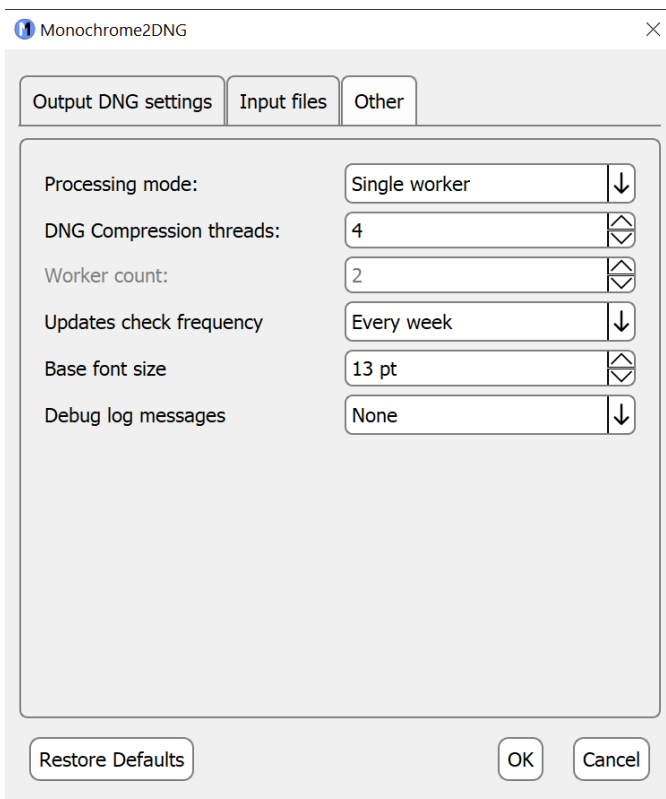 Monochrome2DNG
Output DNG settings Input files Other
Processing mode: Single worker
DNG Compression threads: 4
Worker count: 2
Updates check frequency Every week
Base font size 13 pt
Debug log messages None
Restore Defaults OK Cancel